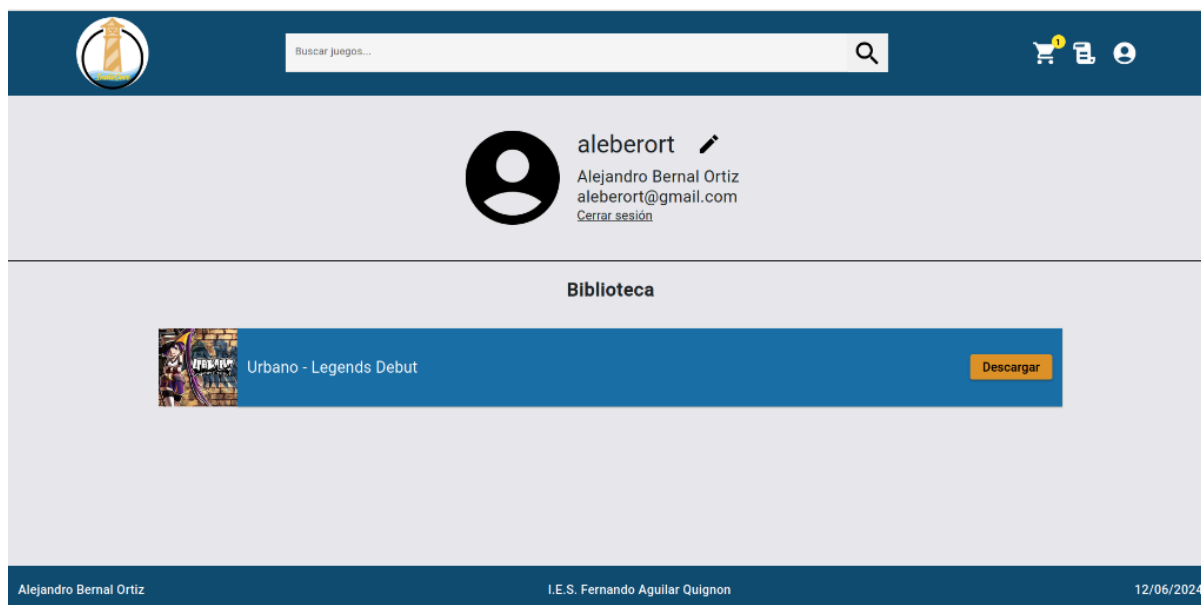 Buscar juegos...
1
aleberort
Alejandro Bernal Ortiz
aleberort@gmail.com
Cerrar sesión
Biblioteca
Urbano - Legends Debut
Descargar
Alejandro Bernal Ortiz
I.E.S. Fernando Aguilar Quignon
12/06/2024